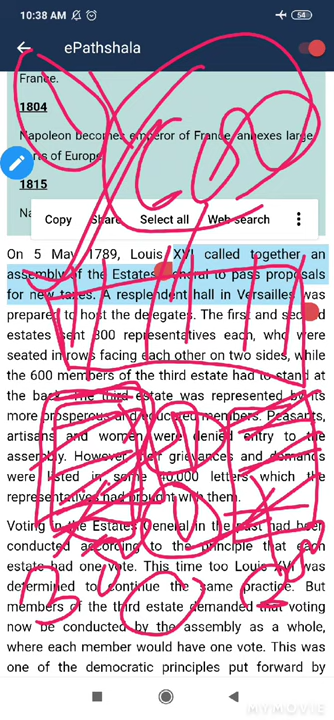 10:38 AM
54
ePathshala
France.
1804
Napoleon becomes emperor of France, annexes large
parts of Europe
1815
Na
Copy Share Select all Web search
On 5 May 1789, Louis XVI called together an
assembly of the Estates General to pass proposals
for new taxes. A resplendent hall in Versailles was
prepared to host the delegates. The first and second
estates sent 300 representatives each, who were
seated in rows facing each other on two sides, while
the 600 members of the third estate had to stand at
the back. The third estate was represented by its
more prosperous and educated members. Peasants,
artisans and women were denied entry to the
assembly. However, their grievances and demands
were listed in some 40,000 letters which the
representatives had brought with them.
Voting in the Estates General in the past had been
conducted according to the principle that each
estate had one vote. This time too Louis XVI was
determined to continue the same practice. But
members of the third estate demanded that voting
now be conducted by the assembly as a whole,
where each member would have one vote. This was
one of the democratic principles put forward by
MYMOVIE